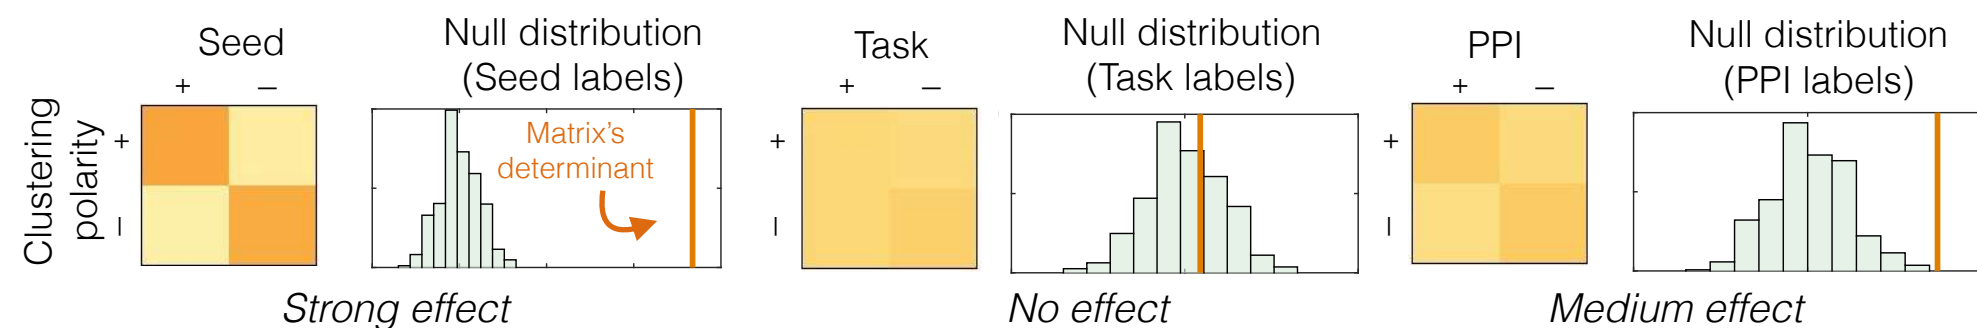 Seed
+ –
Clustering
polarity
+
–
Null distribution
(Seed labels)
Matrix's
determinant
Strong effect
Task
+ –
+
–
Null distribution
(Task labels)
No effect
PPI
+ –
+
–
Null distribution
(PPI labels)
Medium effect